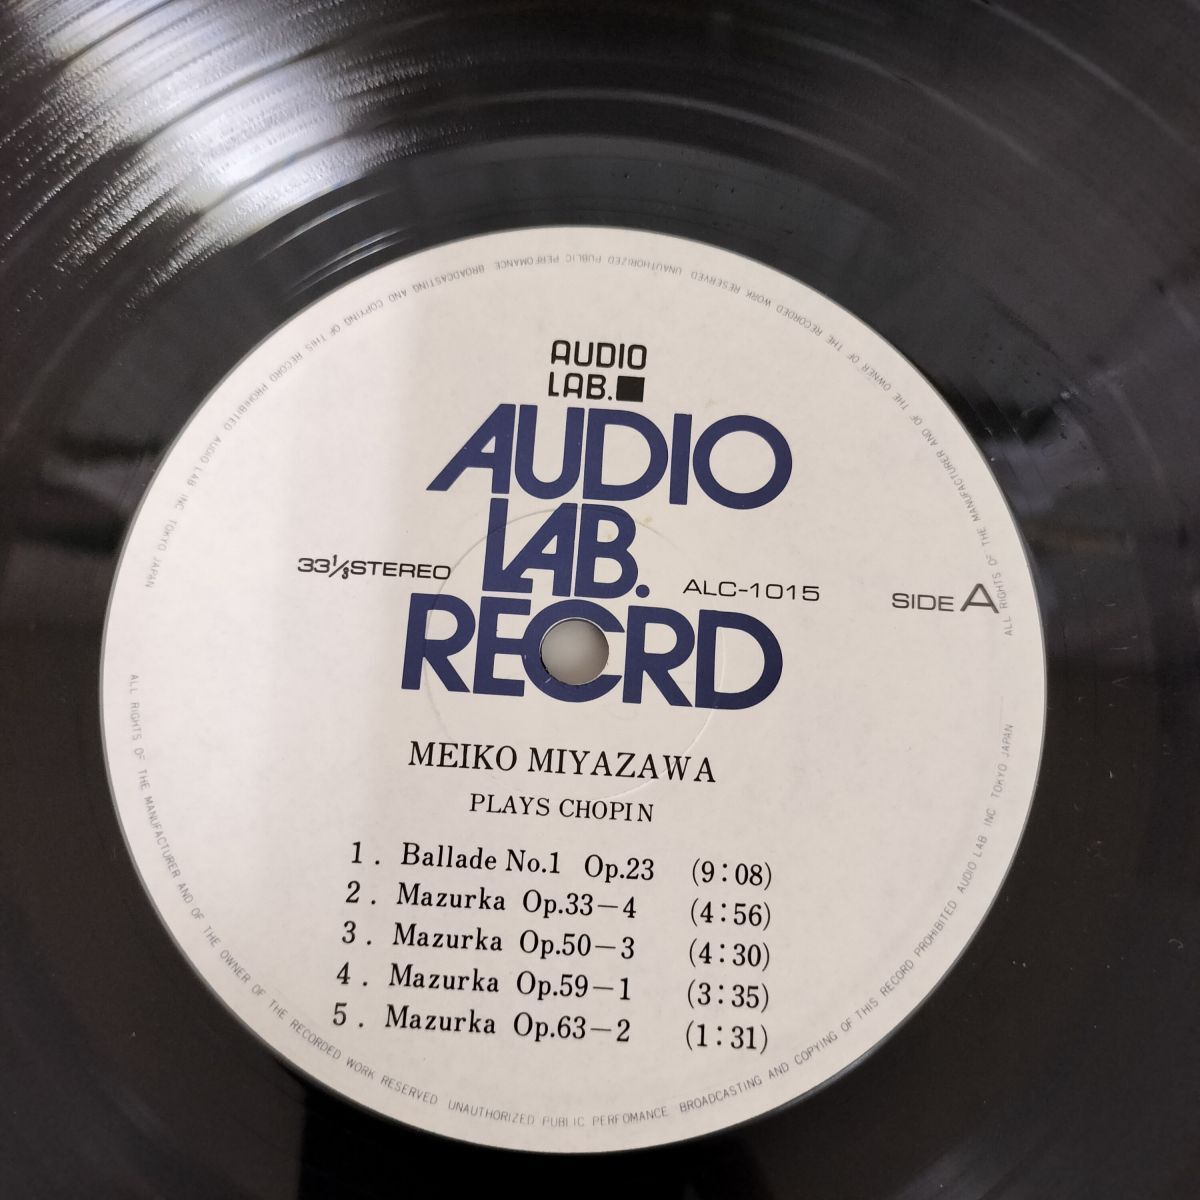 AUDIO
LAB.
AUDIO
LAB.
RECRD
33⅓STEREO
ALC-1015
SIDE A
MEIKO MIYAZAWA
PLAYS CHOPIN
1. Ballade No.1 Op.23 (9:08)
2. Mazurka Op.33-4 (4:56)
3. Mazurka Op.50-3 (4:30)
4. Mazurka Op.59-1 (3:35)
5. Mazurka Op.63-2 (1:31)
ALL RIGHTS OF THE MANUFACTURER AND OF THE OWNER OF THE RECORDED WORK RESERVED UNAUTHORIZED PUBLIC PERFOMANCE BROADCASTING AND COPYING OF THIS RECORD PROHIBITED AUDIO LAB INC TOKYO JAPAN
ALL RIGHTS OF THE MANUFACTURER AND OF THE OWNER OF THE RECORDED WORK RESERVED UNAUTHORIZED PUBLIC PERFOMANCE BROADCASTING AND COPYING OF THIS RECORD PROHIBITED AUDIO LAB INC TOKYO JAPAN